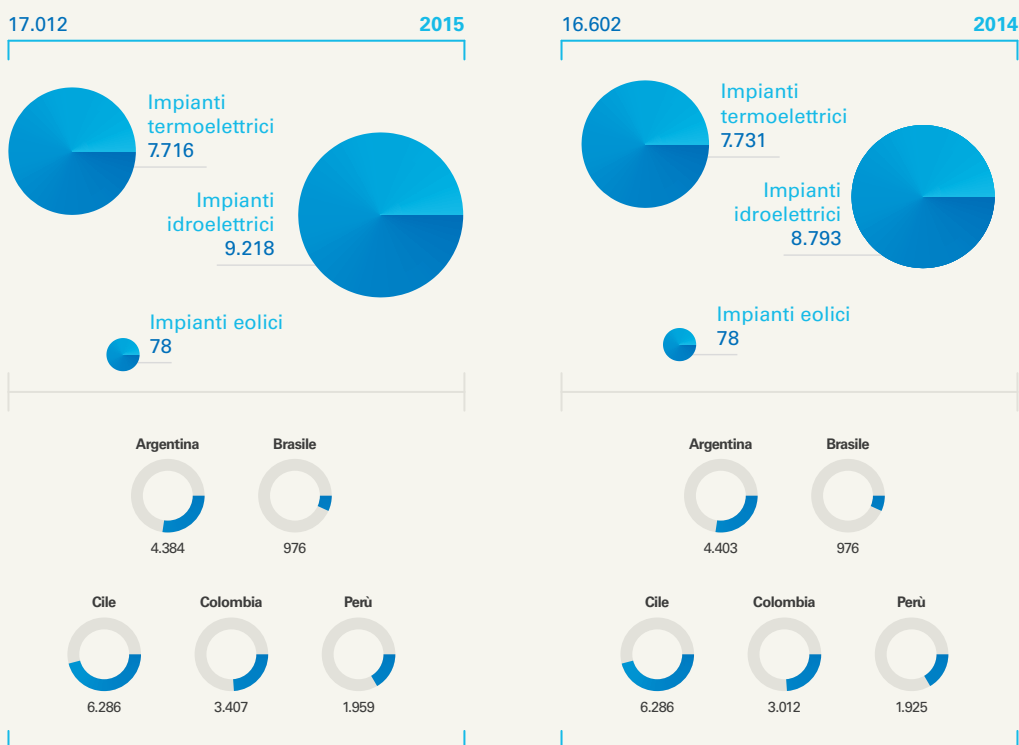 17.012 2015
Impianti
termoelettrici
7.716
Impianti
idroelettrici
9.218
Impianti eolici
78
Argentina Brasile
4.384 976
Cile Colombia Perù
6.286 3.407 1.959
16.602 2014
Impianti
termoelettrici
7.731
Impianti
idroelettrici
8.793
Impianti eolici
78
Argentina Brasile
4.403 976
Cile Colombia Perù
6.286 3.012 1.925